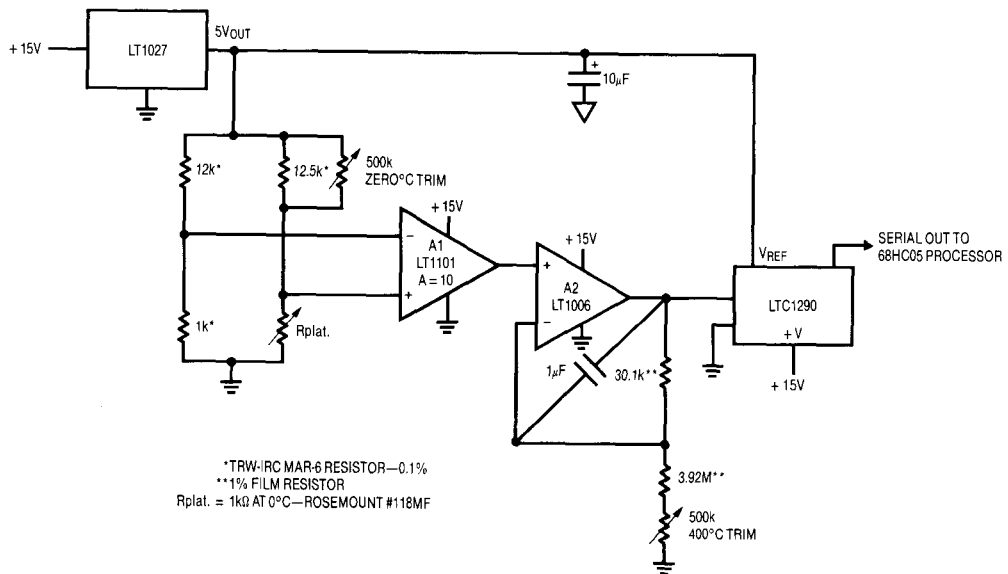 +15V
LT1027
5VOUT
+
10µF
12k*
12.5k*
500k
ZERO°C TRIM
+15V
–
A1
LT1101
A = 10
+
+15V
+
A2
LT1006
–
VREF
SERIAL OUT TO
68HC05 PROCESSOR
LTC1290
+V
+15V
1k*
Rplat.
1µF
30.1k**
*TRW-IRC MAR-6 RESISTOR—0.1%
**1% FILM RESISTOR
Rplat. = 1kΩ AT 0°C—ROSEMOUNT #118MF
3.92M**
500k
400°C TRIM